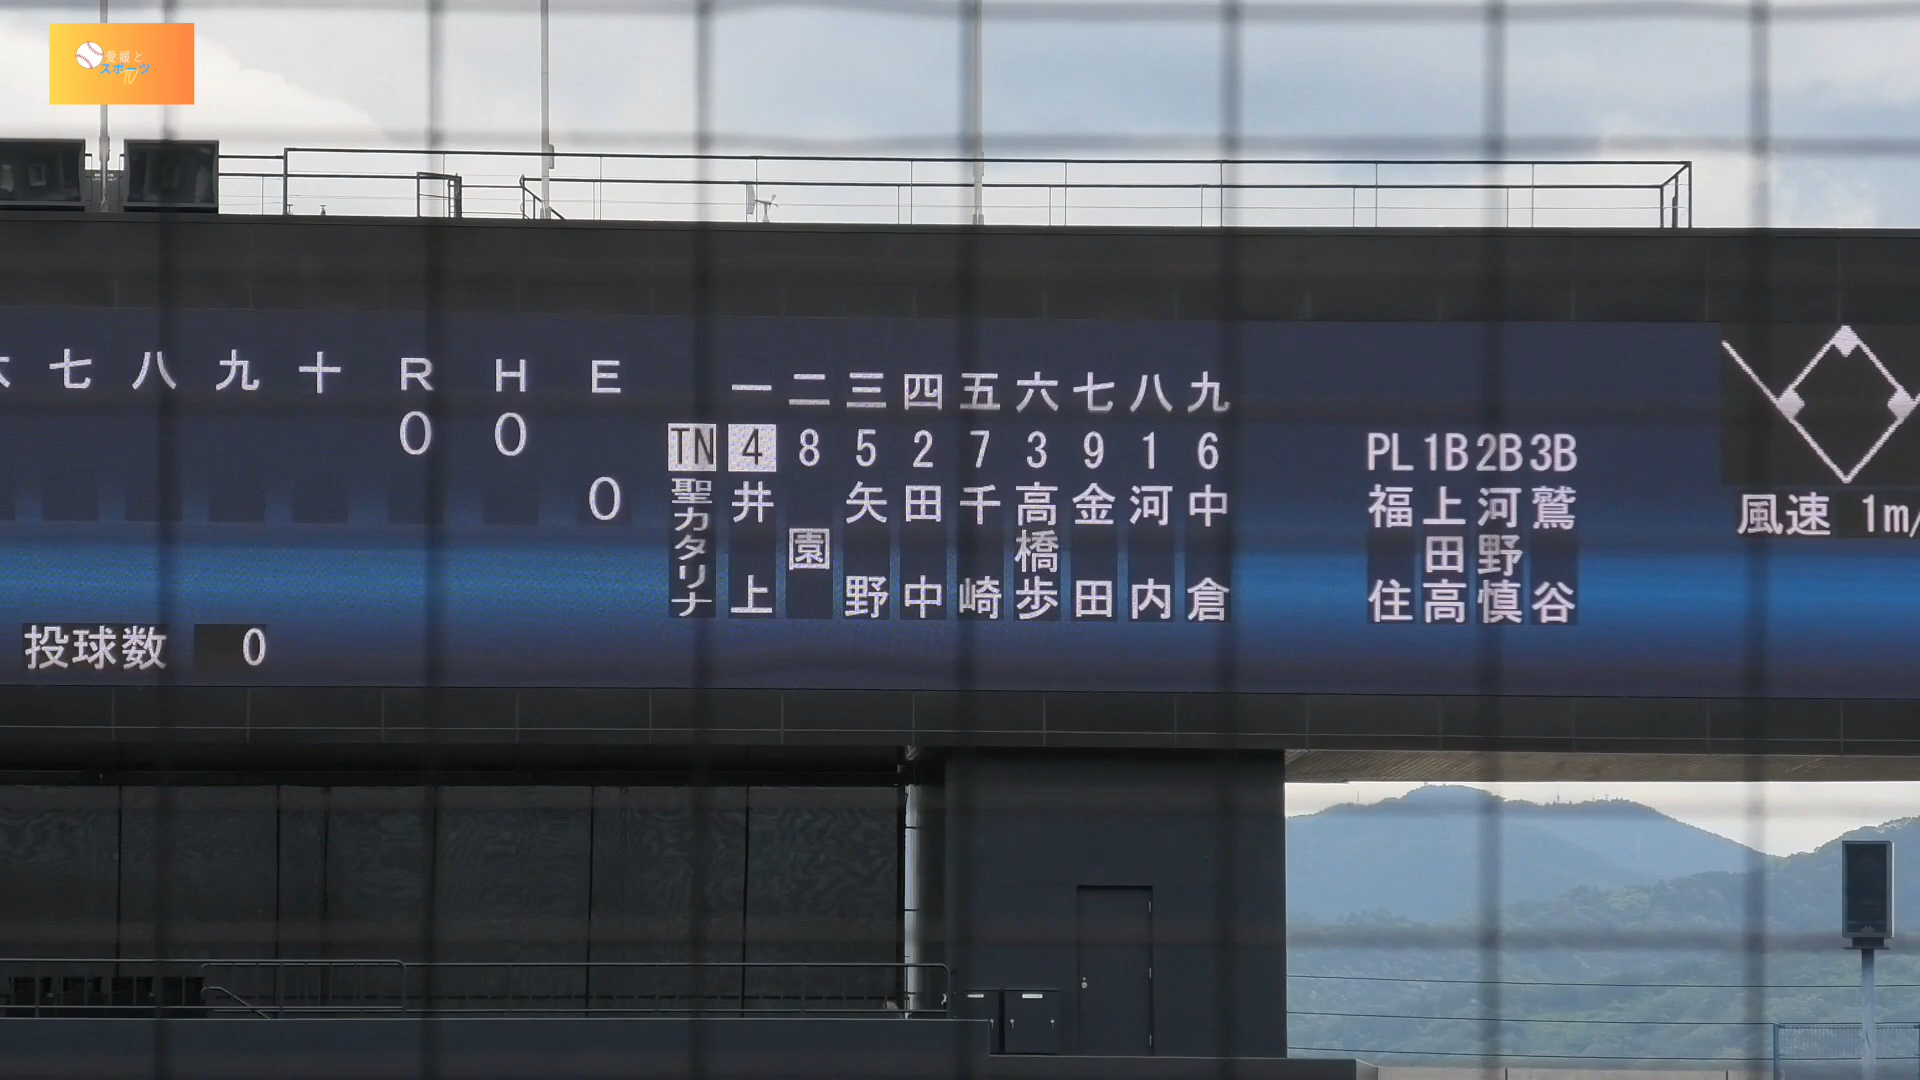 愛媛と
スポーツ
TV
六 七 八 九 十 R H E
0 0
0
投球数 0
一 二 三 四 五 六 七 八 九
TN 4 8 5 2 7 3 9 1 6
聖カタリナ 井上 園 矢野 田中 千崎 高橋歩 金田 河内 中倉
PL 1B 2B 3B
福住 上田高 河野慎 鷲谷
風速 1m/